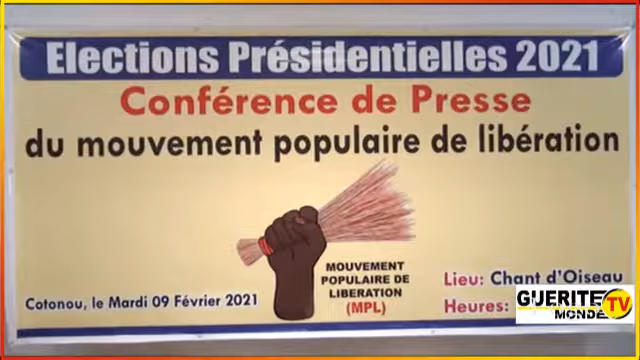 Elections Présidentielles 2021
Conférence de Presse
du mouvement populaire de libération
MOUVEMENT
POPULAIRE DE
LIBERATION
(MPL)
Cotonou, le Mardi 09 Février 2021
Lieu: Chant d'Oiseau
Heures:
GUERITE
MONDE
TV